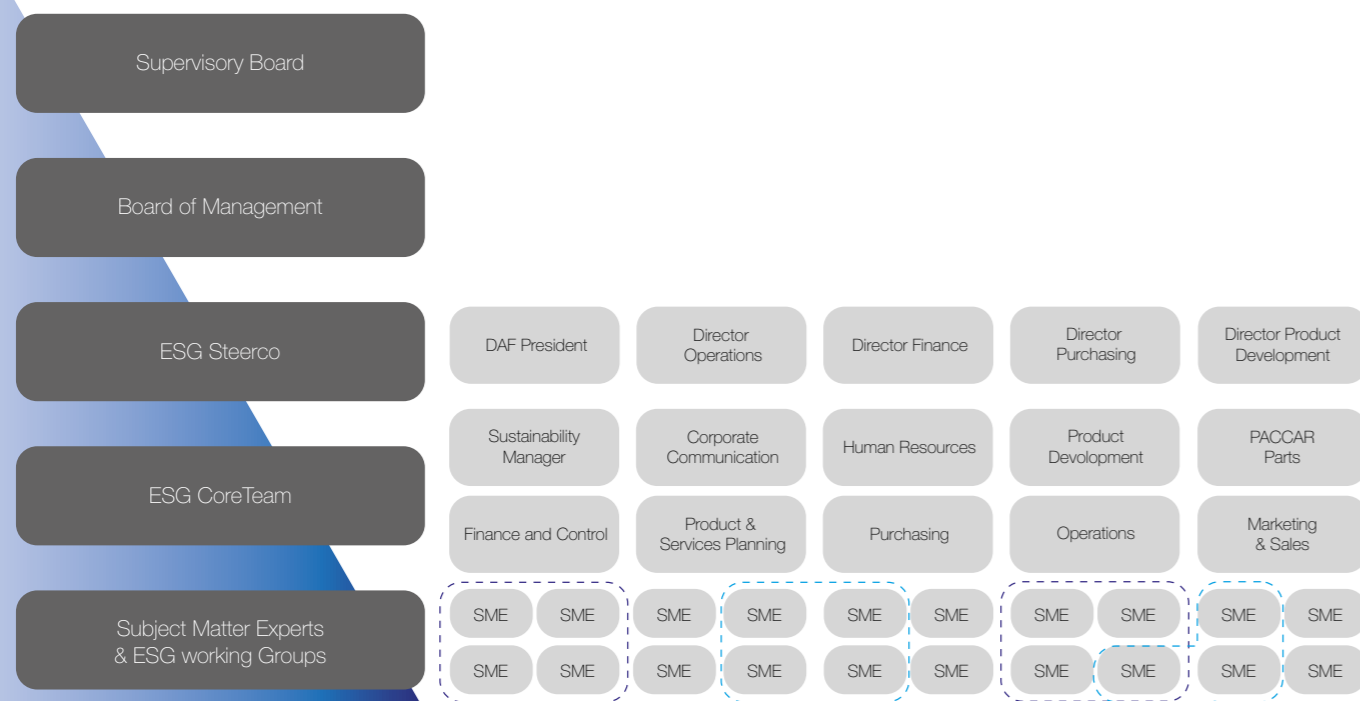 Supervisory Board
Board of Management
ESG Steerco
DAF President
Director
Operations
Director Finance
Director
Purchasing
Director Product
Development
ESG CoreTeam
Sustainability
Manager
Corporate
Communication
Human Resources
Product
Devolopment
PACCAR
Parts
Finance and Control
Product &
Services Planning
Purchasing
Operations
Marketing
& Sales
Subject Matter Experts
& ESG working Groups
SME SME SME SME SME SME SME SME SME SME
SME SME SME SME SME SME SME SME SME SME